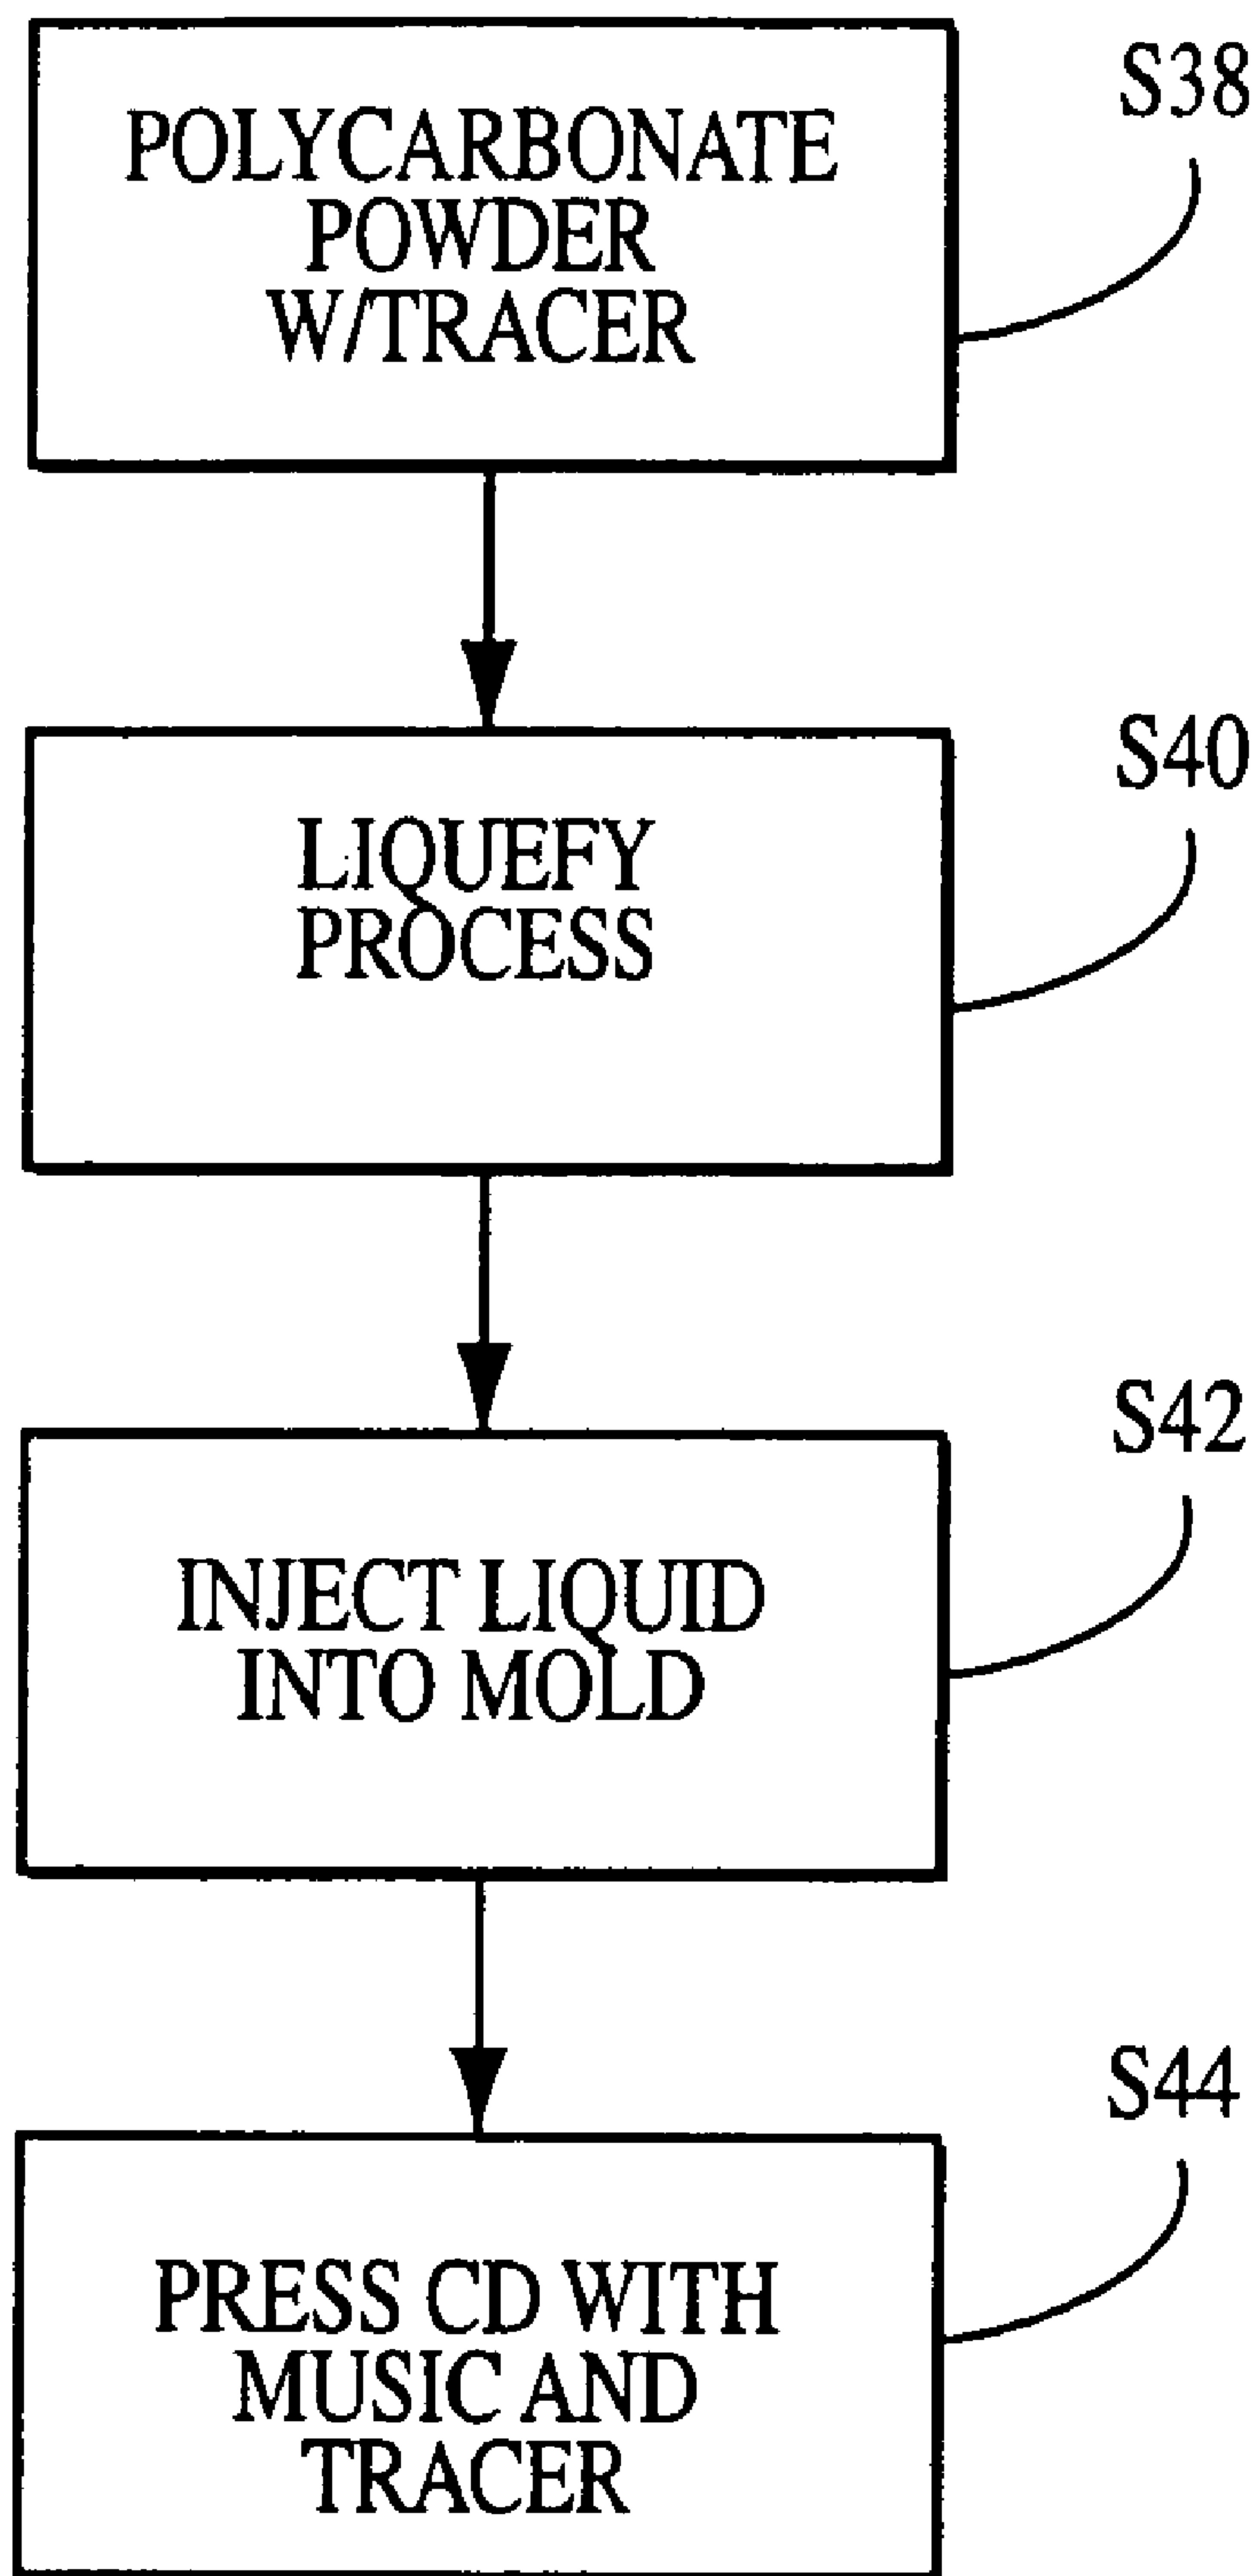 S38
POLYCARBONATE
POWDER
W/TRACER
S40
LIQUEFY
PROCESS
S42
INJECT LIQUID
INTO MOLD
S44
PRESS CD WITH
MUSIC AND
TRACER